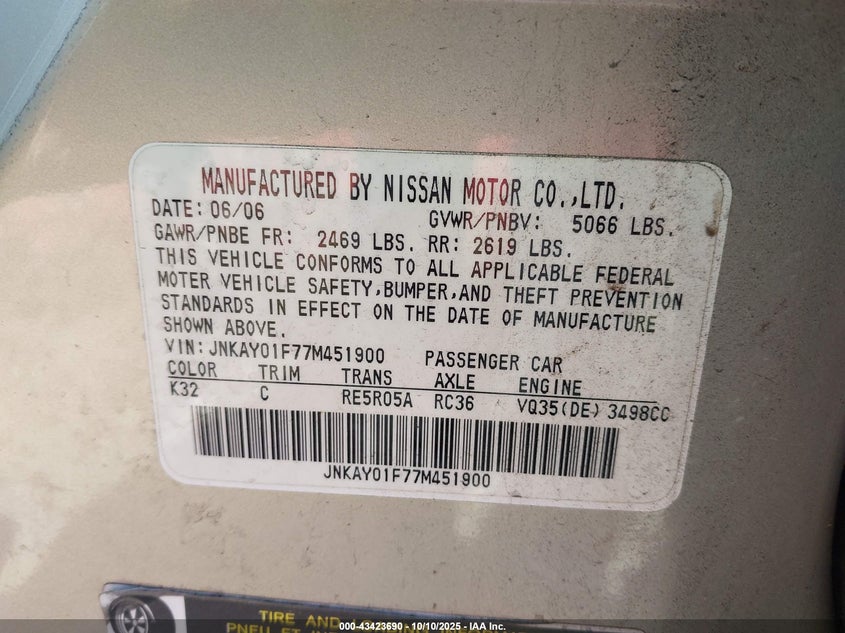 MANUFACTURED BY NISSAN MOTOR CO.,LTD.
DATE: 06/06 GVWR/PNBV: 5066 LBS.
GAWR/PNBE FR: 2469 LBS. RR: 2619 LBS.
THIS VEHICLE CONFORMS TO ALL APPLICABLE FEDERAL
MOTER VEHICLE SAFETY,BUMPER,AND THEFT PREVENTION
STANDARDS IN EFFECT ON THE DATE OF MANUFACTURE
SHOWN ABOVE.
VIN: JNKAY01F77M451900 PASSENGER CAR
COLOR TRIM TRANS AXLE ENGINE
K32 C RE5R05A RC36 VQ35(DE) 3498CC
JNKAY01F77M451900
TIRE AND
PNEU ET
000-43423690 - 10/10/2025 - IAA Inc.